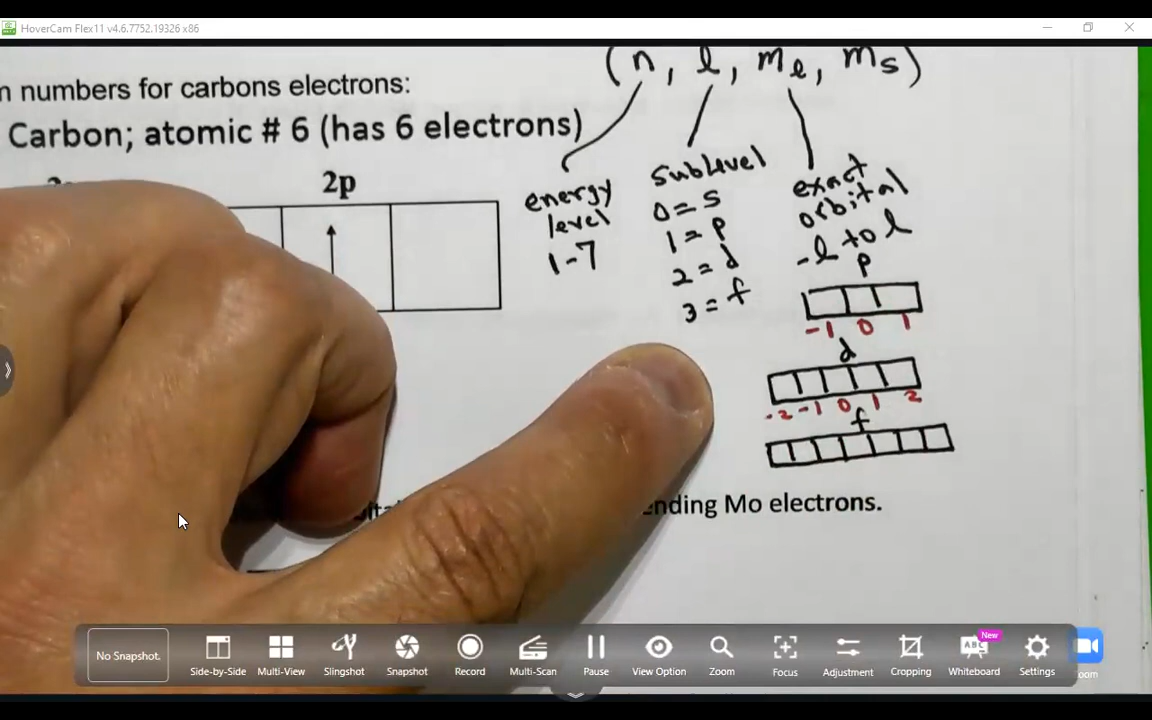 HoverCam Flex11 v4.6.7752.19326 x86
(n, l, ml, ms)
n numbers for carbons electrons:
Carbon; atomic # 6 (has 6 electrons)
2p
energy
level
1-7
sublevel
0=s
1=p
2=d
3=f
exact
orbital
-l to l
p
-1 0 1
d
-2 -1 0 1 2
f
ending Mo electrons.
No Snapshot.
Side-by-Side
Multi-View
Slingshot
Snapshot
Record
Multi-Scan
Pause
View Option
Zoom
Focus
Adjustment
Cropping
New
ABC
Whiteboard
Settings
oom